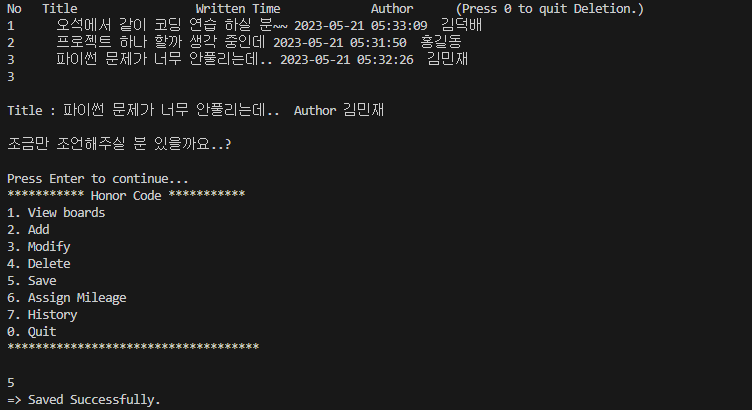 No   Title                 Written Time             Author      (Press 0 to quit Deletion.)
1      오석에서 같이 코딩 연습 하실 분~~ 2023-05-21 05:33:09  김덕배
2      프로젝트 하나 할까 생각 중인데 2023-05-21 05:31:50  홍길동
3      파이썬 문제가 너무 안풀리는데.. 2023-05-21 05:32:26  김민재
3
Title : 파이썬 문제가 너무 안풀리는데..  Author 김민재
조금만 조언해주실 분 있을까요..?
Press Enter to continue...
*********** Honor Code ***********
1. View boards
2. Add
3. Modify
4. Delete
5. Save
6. Assign Mileage
7. History
0. Quit
************************************
5
=> Saved Successfully.